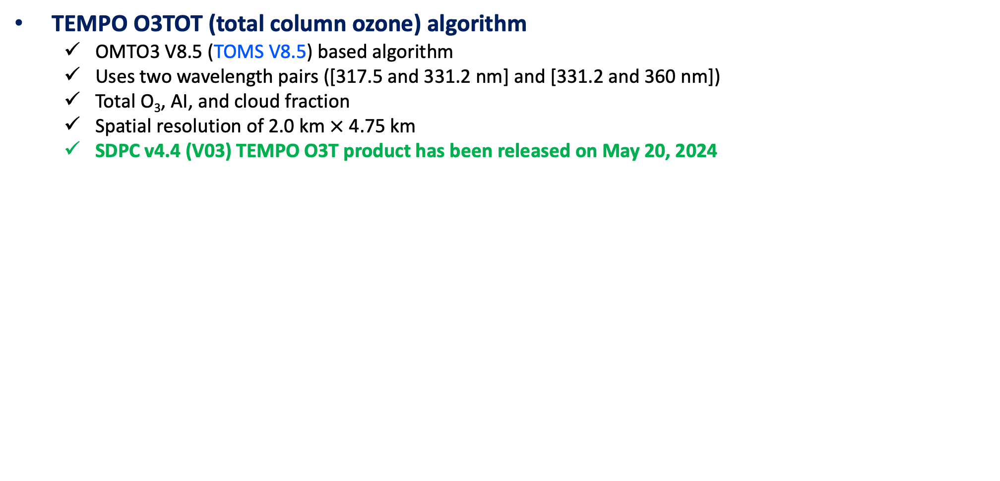 • TEMPO O3TOT (total column ozone) algorithm
✓ OMTO3 V8.5 (TOMS V8.5) based algorithm
✓ Uses two wavelength pairs ([317.5 and 331.2 nm] and [331.2 and 360 nm])
✓ Total O₃, AI, and cloud fraction
✓ Spatial resolution of 2.0 km × 4.75 km
✓ SDPC v4.4 (V03) TEMPO O3T product has been released on May 20, 2024